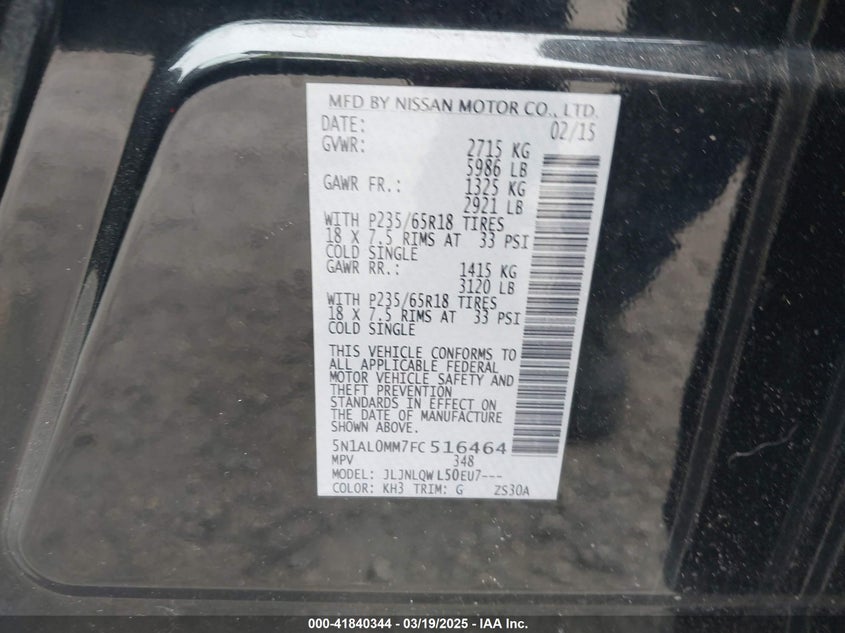 MFD BY NISSAN MOTOR CO., LTD.
DATE: 02/15
GVWR: 2715 KG
5986 LB
GAWR FR.: 1325 KG
2921 LB
WITH P235/65R18 TIRES
18 X 7.5 RIMS AT 33 PSI
COLD SINGLE
GAWR RR.: 1415 KG
3120 LB
WITH P235/65R18 TIRES
18 X 7.5 RIMS AT 33 PSI
COLD SINGLE
THIS VEHICLE CONFORMS TO
ALL APPLICABLE FEDERAL
MOTOR VEHICLE SAFETY AND
THEFT PREVENTION
STANDARDS IN EFFECT ON
THE DATE OF MANUFACTURE
SHOWN ABOVE.
5N1AL0MM7FC516464
MPV 348
MODEL: JLJNLQWL50EU7---
COLOR: KH3 TRIM: G ZS30A
000-41840344 / 03/19/2025 - IAA Inc.